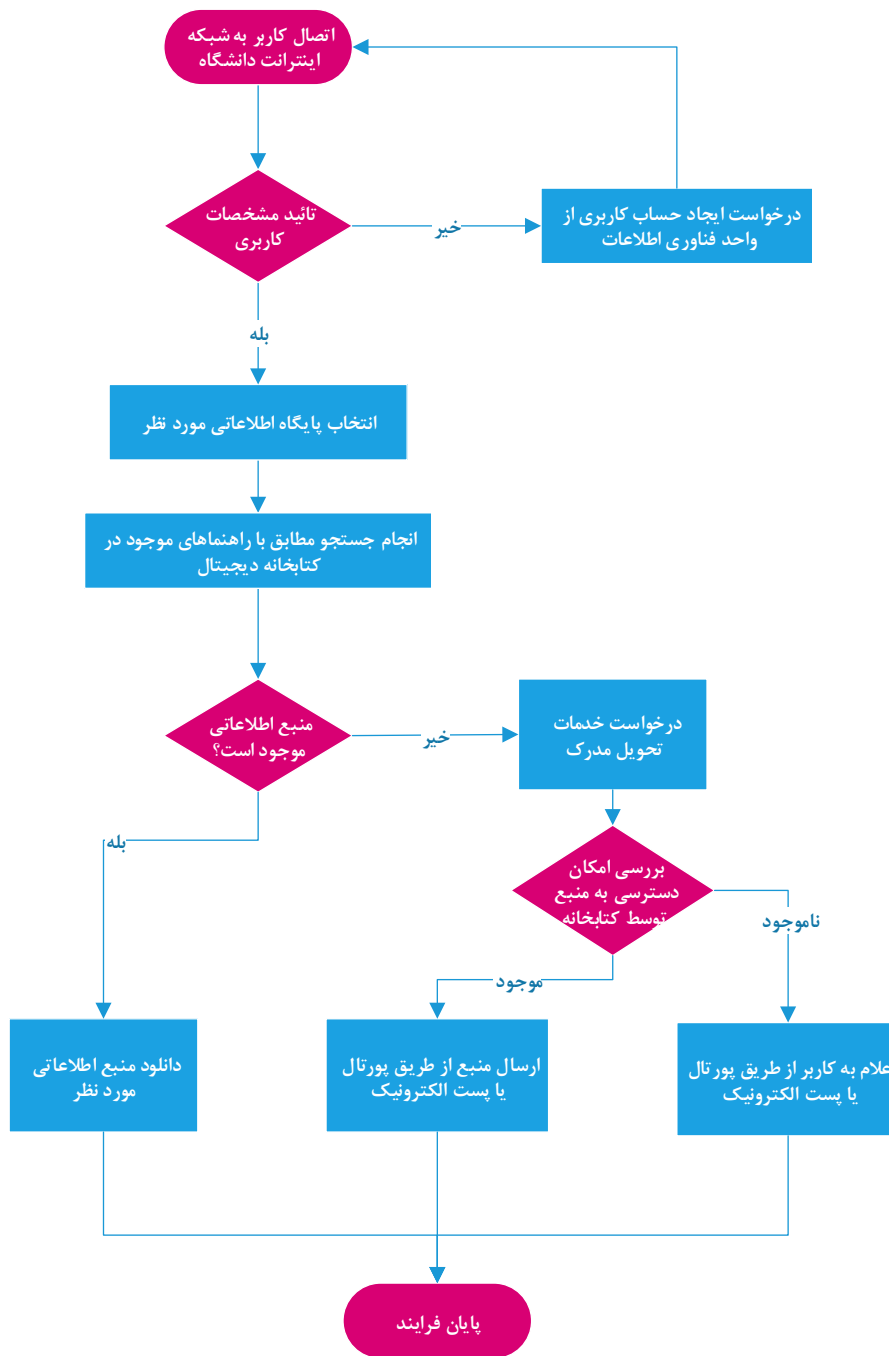 اتصال کاربر به شبکه
اینترانت دانشگاه
تائید مشخصات
کاربری
خیر
درخواست ایجاد حساب کاربری از
واحد فناوری اطلاعات
بله
انتخاب پایگاه اطلاعاتی مورد نظر
انجام جستجو مطابق با راهنماهای موجود در
کتابخانه دیجیتال
منبع اطلاعاتی
موجود است؟
خیر
درخواست خدمات
تحویل مدرک
بله
بررسی امکان
دسترسی به منبع
توسط کتابخانه
ناموجود
موجود
دانلود منبع اطلاعاتی
مورد نظر
ارسال منبع از طریق پورتال
یا پست الکترونیک
علام به کاربر از طریق پورتال
یا پست الکترونیک
پایان فرایند